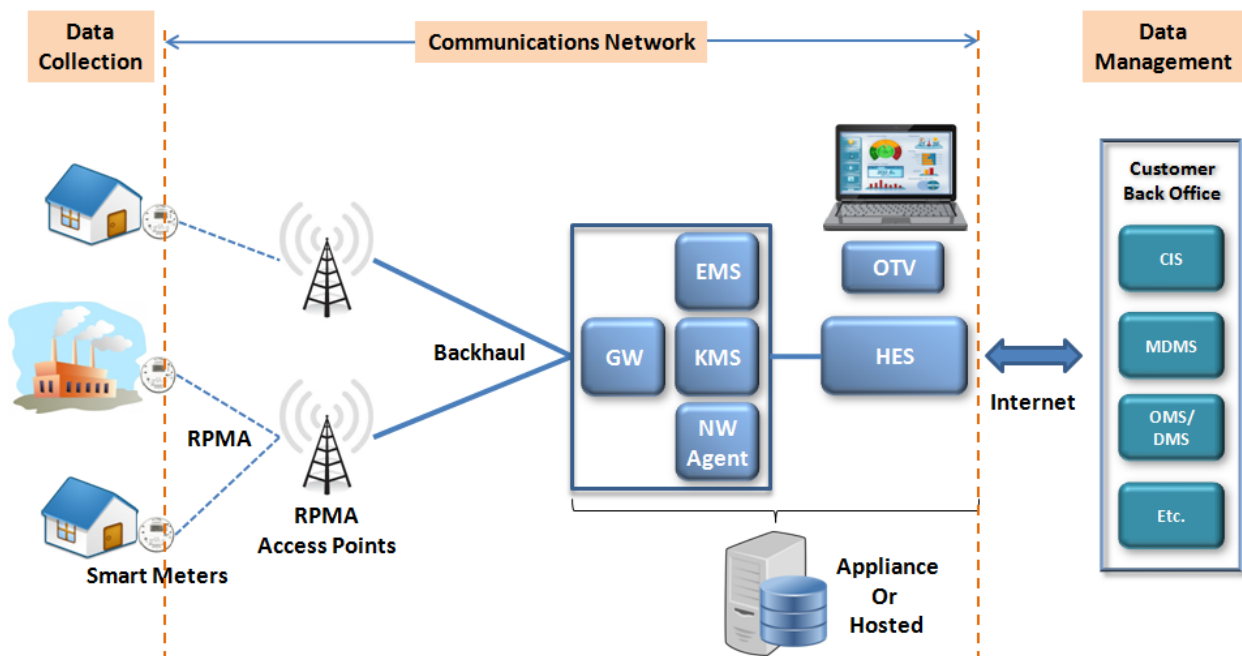 Data
Collection
Communications Network
Data
Management
Customer
Back Office
EMS
OTV
CIS
GW
KMS
HES
MDMS
Backhaul
Internet
RPMA
NW
Agent
OMS/
DMS
RPMA
Access Points
Etc.
Smart Meters
Appliance
Or
Hosted